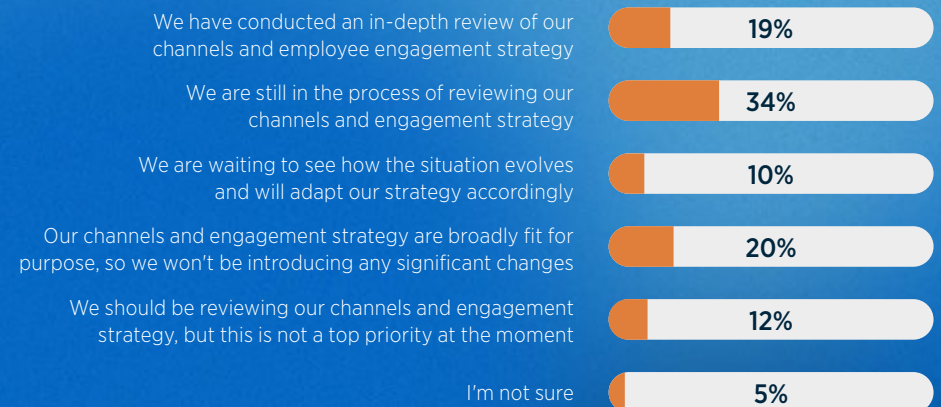 We have conducted an in-depth review of our
channels and employee engagement strategy
19%
We are still in the process of reviewing our
channels and engagement strategy
34%
We are waiting to see how the situation evolves
and will adapt our strategy accordingly
10%
Our channels and engagement strategy are broadly fit for
purpose, so we won't be introducing any significant changes
20%
We should be reviewing our channels and engagement
strategy, but this is not a top priority at the moment
12%
I'm not sure
5%